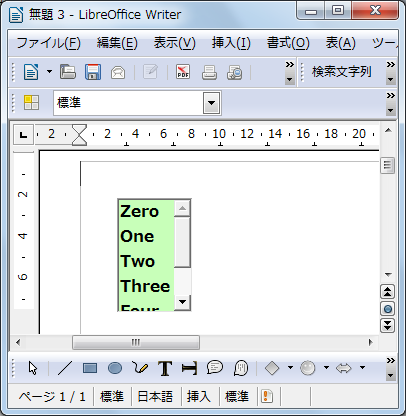 無題 3 - LibreOffice Writer
ファイル(F) 編集(E) 表示(V) 挿入(I) 書式(O) 表(A) ツー
PDF 検索文字列
標準
L 2 2 4 6 8 10 12 14 16 18 20
2
4
6
Zero
One
Two
Three
Four
T
ページ 1 / 1 標準 日本語 挿入 標準